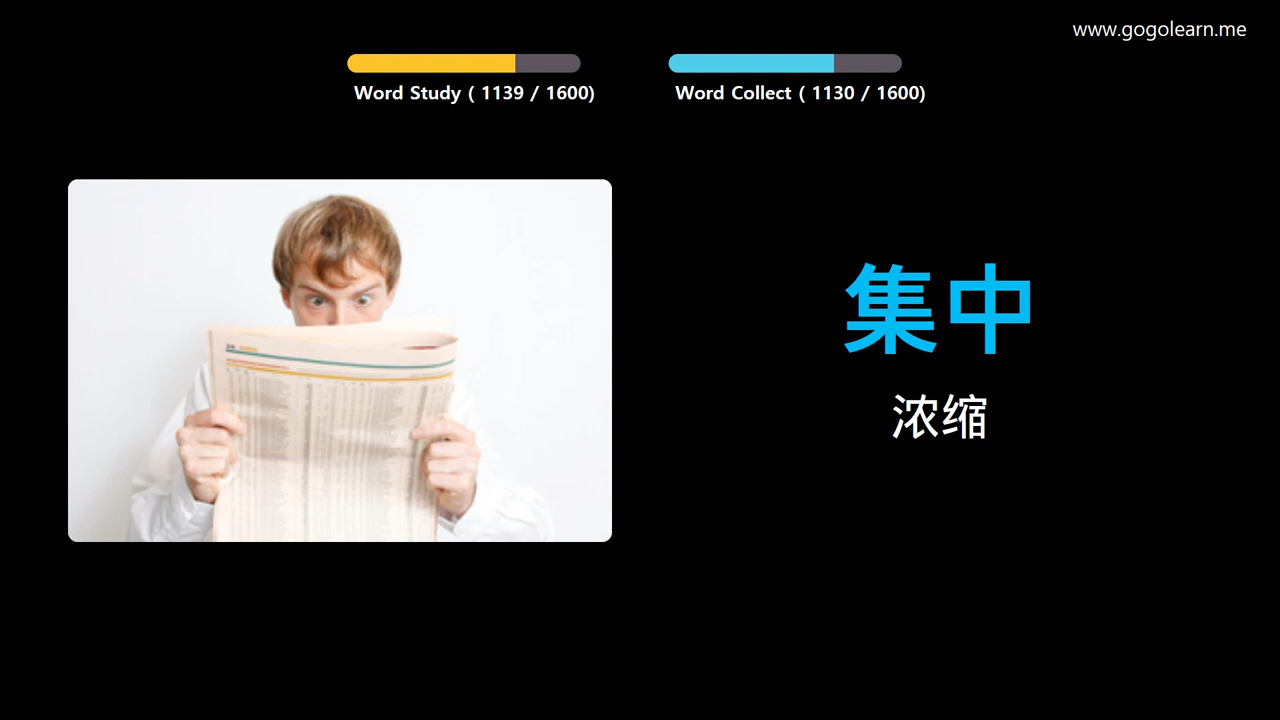 www.gogolearn.me
Word Study ( 1139 / 1600)
Word Collect ( 1130 / 1600)
集中
浓缩